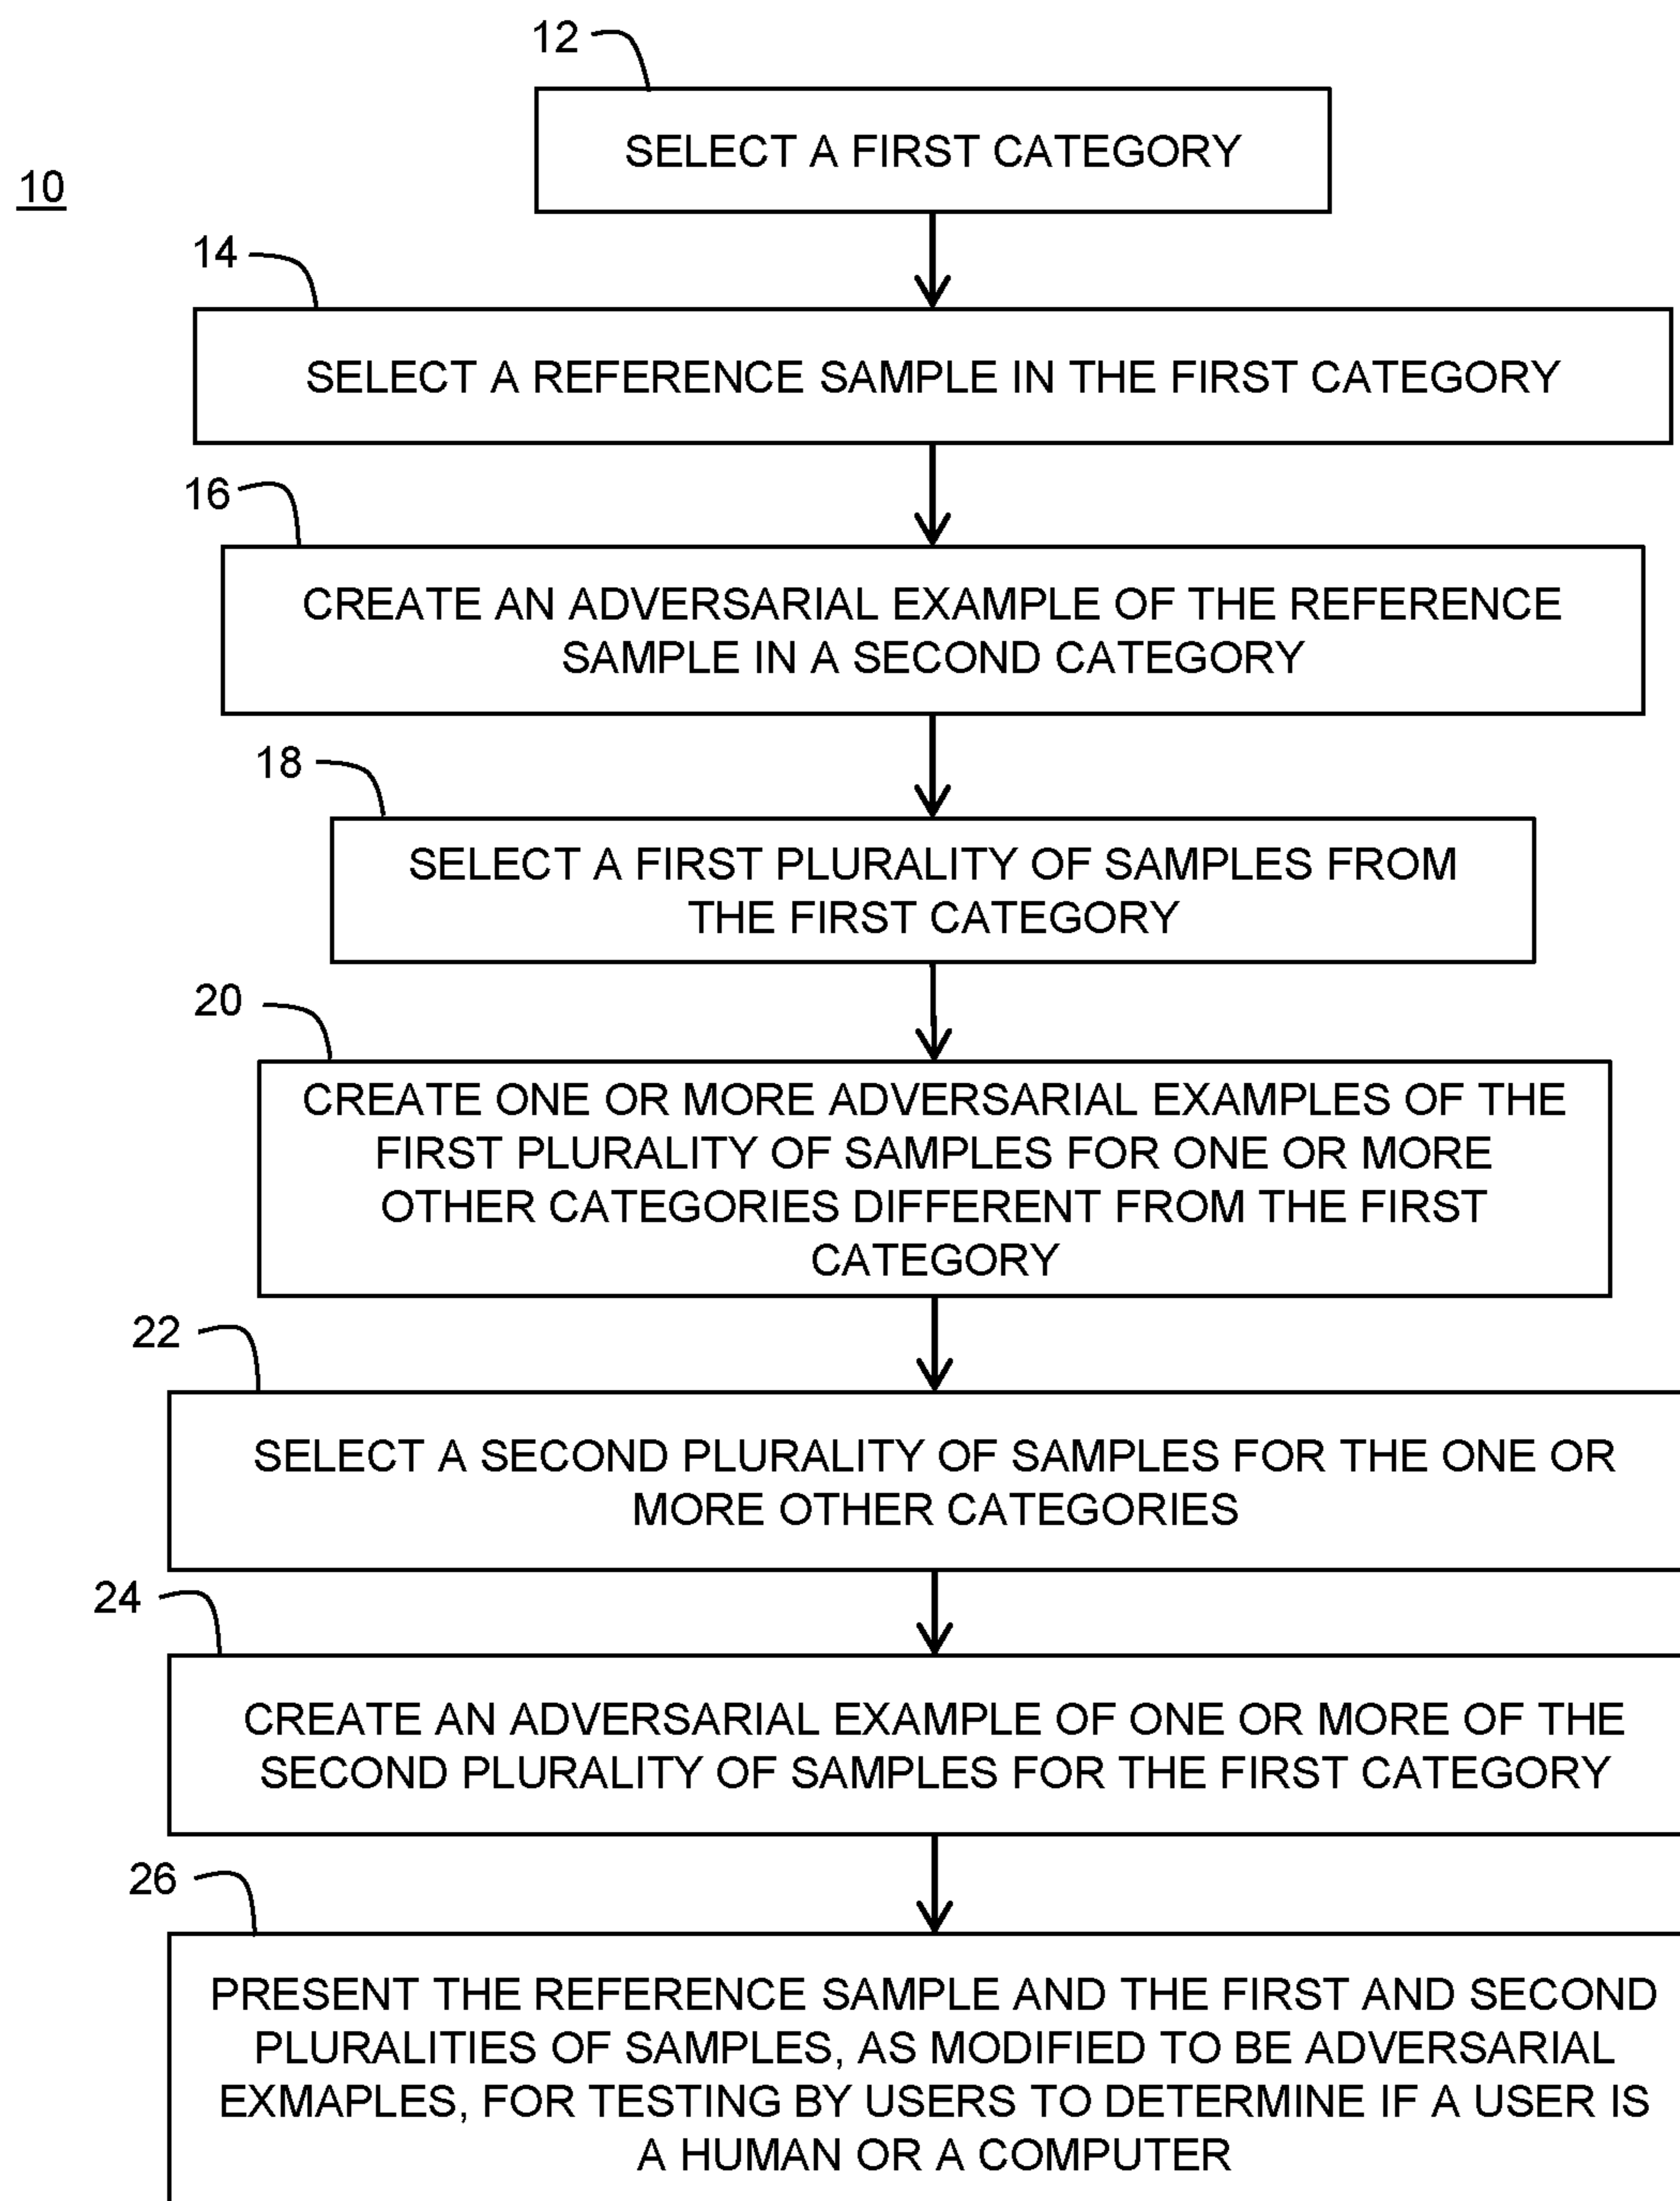 12
SELECT A FIRST CATEGORY
10
14
SELECT A REFERENCE SAMPLE IN THE FIRST CATEGORY
16
CREATE AN ADVERSARIAL EXAMPLE OF THE REFERENCE
SAMPLE IN A SECOND CATEGORY
18
SELECT A FIRST PLURALITY OF SAMPLES FROM
THE FIRST CATEGORY
20
CREATE ONE OR MORE ADVERSARIAL EXAMPLES OF THE
FIRST PLURALITY OF SAMPLES FOR ONE OR MORE
OTHER CATEGORIES DIFFERENT FROM THE FIRST
CATEGORY
22
SELECT A SECOND PLURALITY OF SAMPLES FOR THE ONE OR
MORE OTHER CATEGORIES
24
CREATE AN ADVERSARIAL EXAMPLE OF ONE OR MORE OF THE
SECOND PLURALITY OF SAMPLES FOR THE FIRST CATEGORY
26
PRESENT THE REFERENCE SAMPLE AND THE FIRST AND SECOND
PLURALITIES OF SAMPLES, AS MODIFIED TO BE ADVERSARIAL
EXMAPLES, FOR TESTING BY USERS TO DETERMINE IF A USER IS
A HUMAN OR A COMPUTER